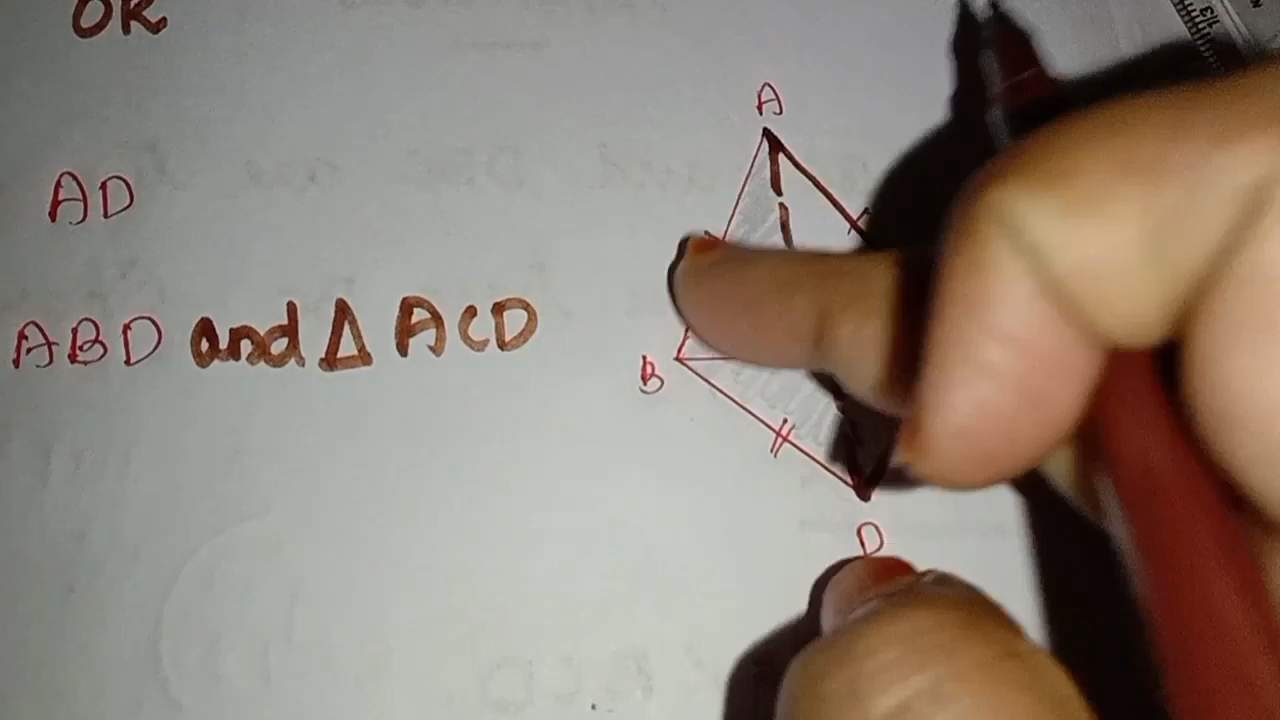 OR
A
AD
ABD and Δ ACD
B
D